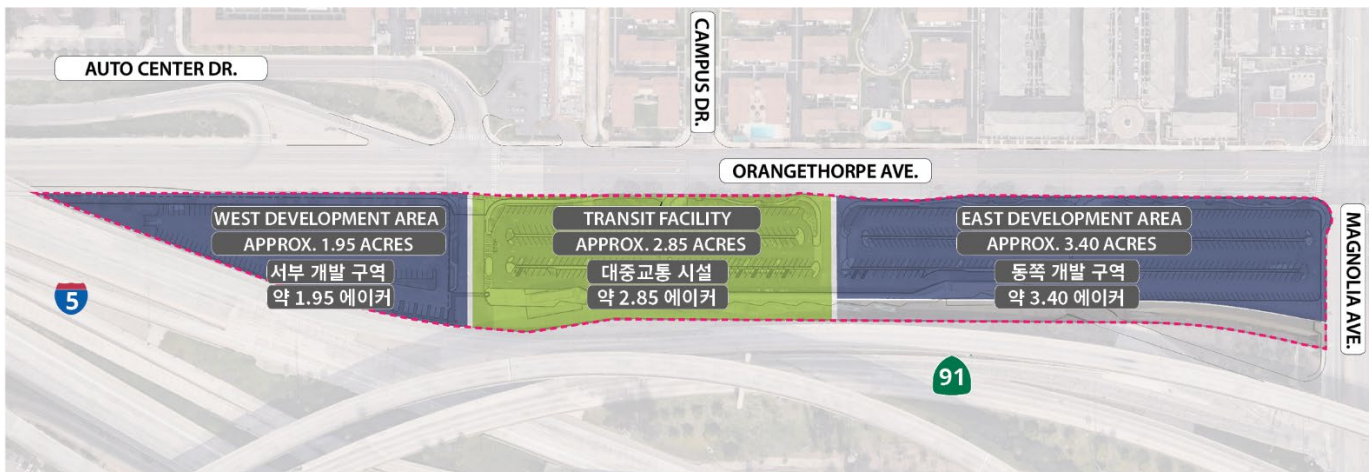 AUTO CENTER DR.
CAMPUS DR.
ORANGETHORPE AVE.
WEST DEVELOPMENT AREA
APPROX. 1.95 ACRES
서부 개발 구역
약 1.95 에이커
TRANSIT FACILITY
APPROX. 2.85 ACRES
대중교통 시설
약 2.85 에이커
EAST DEVELOPMENT AREA
APPROX. 3.40 ACRES
동쪽 개발 구역
약 3.40 에이커
MAGNOLIA AVE.
5
91